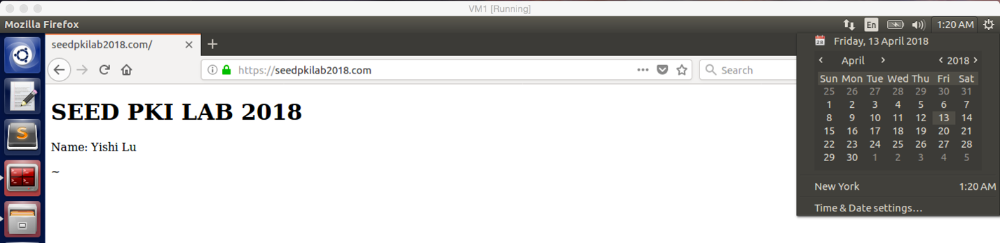 VM1 [Running]
Mozilla Firefox
En
1:20 AM
seedpkilab2018.com/
https://seedpkilab2018.com
Search
SEED PKI LAB 2018
Name: Yishi Lu
~
28 Friday, 13 April 2018
< April > < 2018 >
Sun Mon Tue Wed Thu Fri Sat
25 26 27 28 29 30 31
1 2 3 4 5 6 7
8 9 10 11 12 13 14
15 16 17 18 19 20 21
22 23 24 25 26 27 28
29 30 1 2 3 4 5
New York 1:20 AM
Time & Date settings...